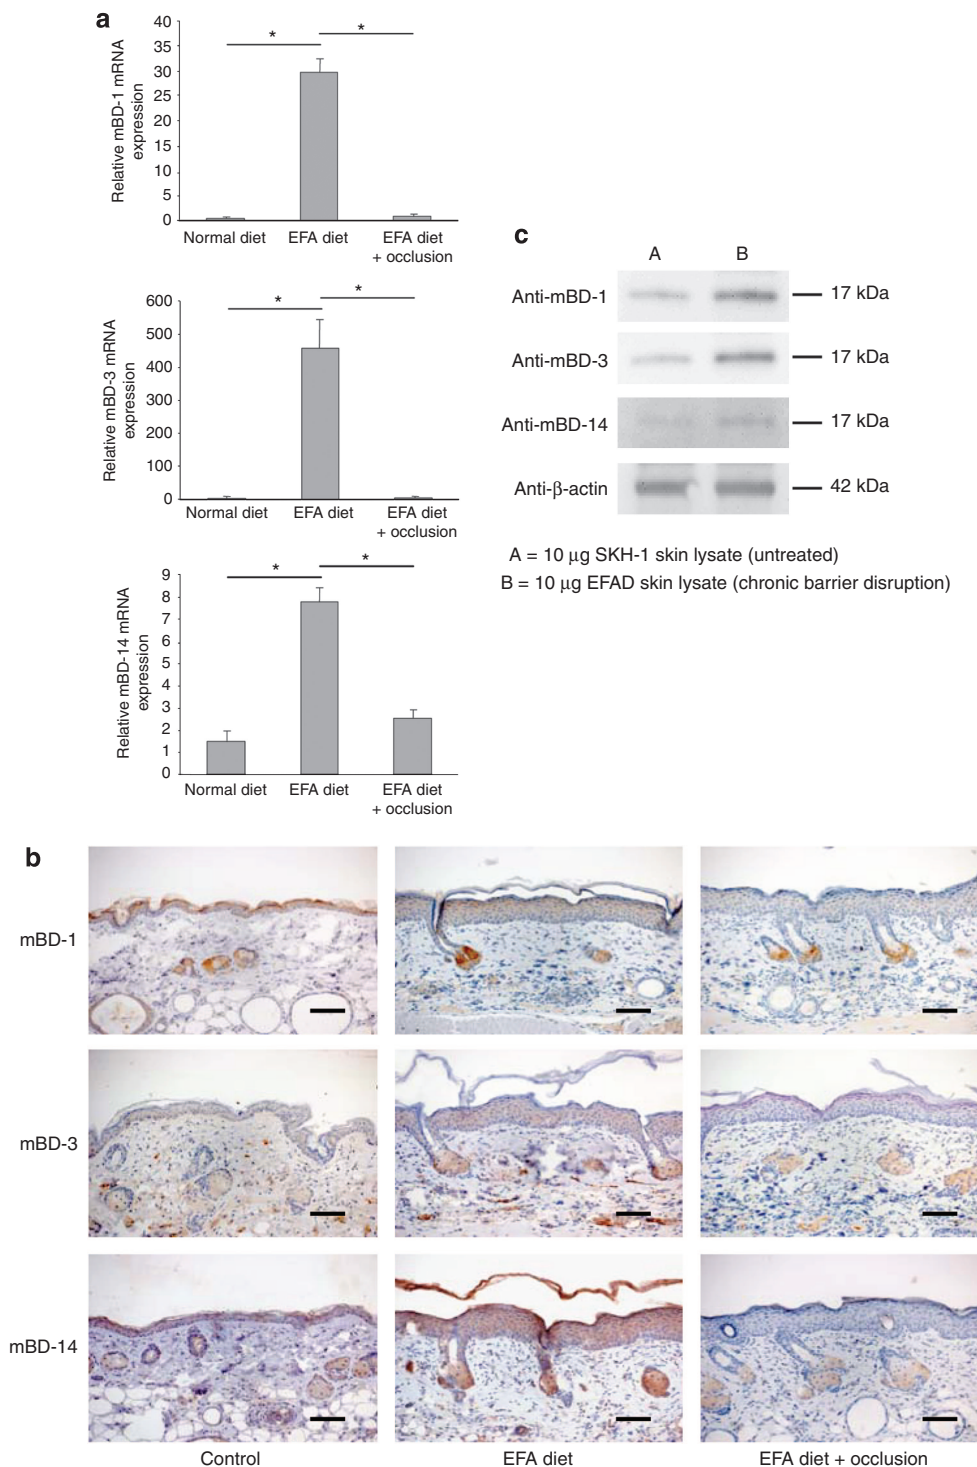 a
Relative mBD-1 mRNA
expression
40
35
30
25
20
15
10
5
0
*
*
Normal diet
EFA diet
EFA diet
+ occlusion
Relative mBD-3 mRNA
expression
600
500
400
300
200
100
0
*
*
Normal diet
EFA diet
EFA diet
+ occlusion
Relative mBD-14 mRNA
expression
9
8
7
6
5
4
3
2
1
0
*
*
Normal diet
EFA diet
EFA diet
+ occlusion
c
A B
Anti-mBD-1 17 kDa
Anti-mBD-3 17 kDa
Anti-mBD-14 17 kDa
Anti-β-actin 42 kDa
A = 10 μg SKH-1 skin lysate (untreated)
B = 10 μg EFAD skin lysate (chronic barrier disruption)
b
mBD-1
mBD-3
mBD-14
Control
EFA diet
EFA diet + occlusion